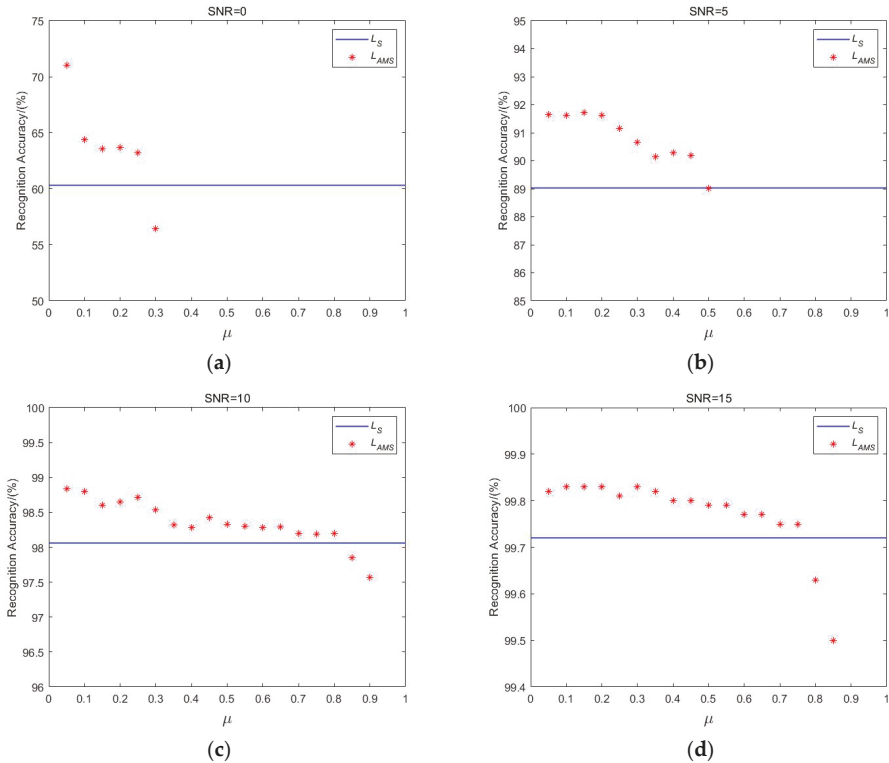 SNR=0
75
70
65
60
55
50
Recognition Accuracy/(%)
0 0.1 0.2 0.3 0.4 0.5 0.6 0.7 0.8 0.9 1
μ
L_S
L_AMS
(a)
SNR=5
95
94
93
92
91
90
89
88
87
86
85
Recognition Accuracy/(%)
0 0.1 0.2 0.3 0.4 0.5 0.6 0.7 0.8 0.9 1
μ
L_S
L_AMS
(b)
SNR=10
100
99.5
99
98.5
98
97.5
97
96.5
96
Recognition Accuracy/(%)
0 0.1 0.2 0.3 0.4 0.5 0.6 0.7 0.8 0.9 1
μ
L_S
L_AMS
(c)
SNR=15
100
99.9
99.8
99.7
99.6
99.5
99.4
Recognition Accuracy/(%)
0 0.1 0.2 0.3 0.4 0.5 0.6 0.7 0.8 0.9 1
μ
L_S
L_AMS
(d)